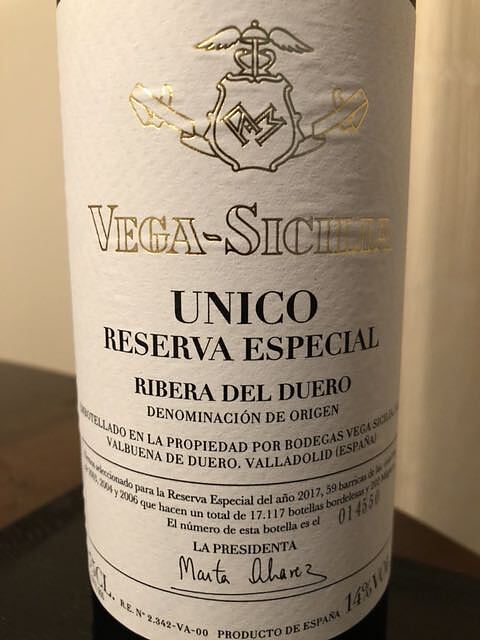 VEGA-SICILIA
UNICO
RESERVA ESPECIAL
RIBERA DEL DUERO
DENOMINACIÓN DE ORIGEN
EMBOTELLADO EN LA PROPIEDAD POR BODEGAS VEGA SICILIA,
VALBUENA DE DUERO. VALLADOLID (ESPAÑA)
seleccionado para la Reserva Especial del año 2017, 59 barricas de las
2004 y 2006 que hacen un total de 17.117 botellas bordelesas y 202
El número de esta botella es el 014550
LA PRESIDENTA
Marta Alvarez
CL. R.E. Nº 2.342-VA-00 PRODUCTO DE ESPAÑA 14%VOL